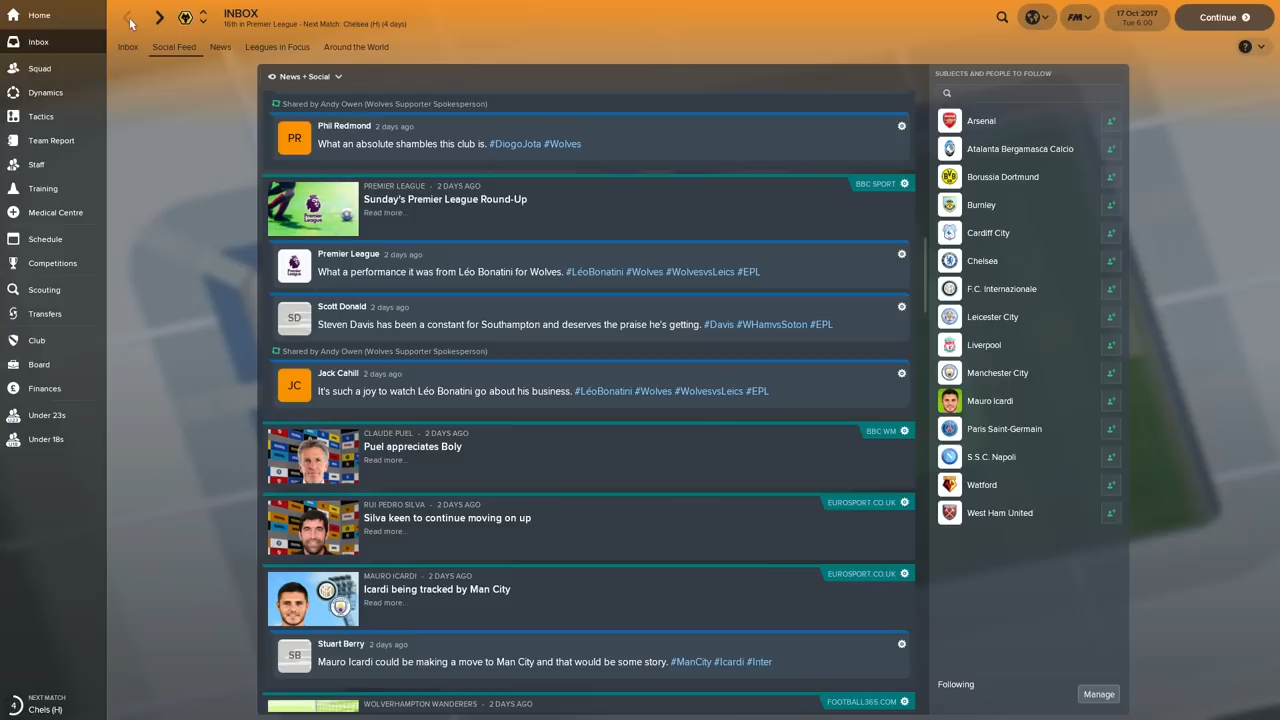 Home
Inbox
Squad
Dynamics
Tactics
Team Report
Staff
Training
Medical Centre
Schedule
Competitions
Scouting
Transfers
Club
Board
Finances
Under 23s
Under 18s
4
NEXT MATCH
Chels (H)
INBOX
16th in Premier League - Next Match: Chelsea (H) (4 days)
FM
17 Oct 2017
Tue 6:00
Continue
Inbox
Social Feed
News
Leagues in Focus
Around the World
?
News + Social
Shared by Andy Owen (Wolves Supporter Spokesperson)
PR
Phil Redmond 2 days ago
What an absolute shambles this club is. #DiogoJota #Wolves
PREMIER LEAGUE - 2 DAYS AGO
BBC SPORT
Sunday's Premier League Round-Up
Read more...
Premier League 2 days ago
What a performance it was from Léo Bonatini for Wolves. #LéoBonatini #Wolves #WolvesvsLeics #EPL
SD
Scott Donald 2 days ago
Steven Davis has been a constant for Southampton and deserves the praise he's getting. #Davis #WHamvsSoton #EPL
Shared by Andy Owen (Wolves Supporter Spokesperson)
JC
Jack Cahill 2 days ago
It's such a joy to watch Léo Bonatini go about his business. #LéoBonatini #Wolves #WolvesvsLeics #EPL
CLAUDE PUEL - 2 DAYS AGO
BBC WM
Puel appreciates Boly
Read more...
RUI PEDRO SILVA - 2 DAYS AGO
EUROSPORT.CO.UK
Silva keen to continue moving on up
Read more...
MAURO ICARDI - 2 DAYS AGO
EUROSPORT.CO.UK
Icardi being tracked by Man City
Read more...
SB
Stuart Berry 2 days ago
Mauro Icardi could be making a move to Man City and that would be some story. #ManCity #Icardi #Inter
WOLVERHAMPTON WANDERERS - 2 DAYS AGO
FOOTBALL365.COM
SUBJECTS AND PEOPLE TO FOLLOW
Arsenal
Atalanta Bergamasca Calcio
Borussia Dortmund
Burnley
Cardiff City
Chelsea
F.C. Internazionale
Leicester City
Liverpool
Manchester City
Mauro Icardi
Paris Saint-Germain
S.S.C. Napoli
Watford
West Ham United
Following
Manage